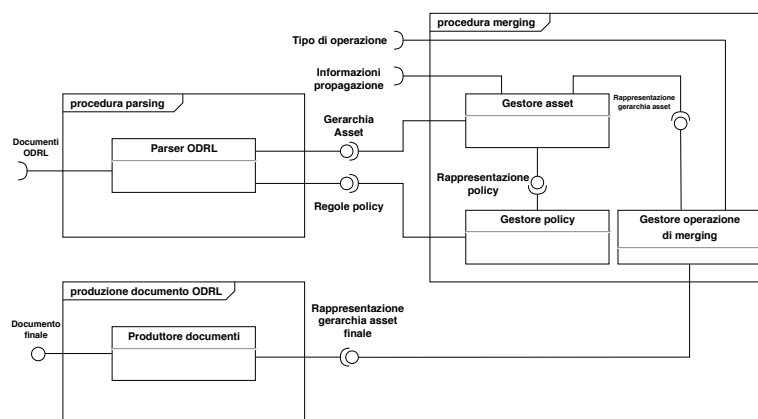 procedura merging
Tipo di operazione
Informazioni
propagazione
procedura parsing
Gestore asset
Rappresentazione
gerarchia asset
Gerarchia
Asset
Documenti
ODRL
Parser ODRL
Rappresentazione
policy
Regole policy
Gestore policy
Gestore operazione
di merging
produzione documento ODRL
Rappresentazione
gerarchia asset
finale
Documento
finale
Produttore documenti